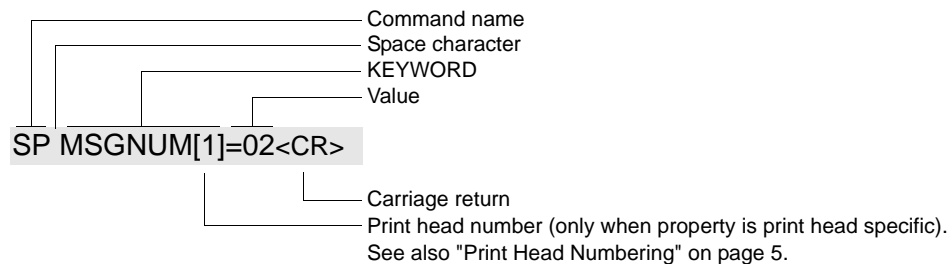 Command name
Space character
KEYWORD
Value
SP MSGNUM[1]=02<CR>
Carriage return
Print head number (only when property is print head specific).
See also "Print Head Numbering" on page 5.